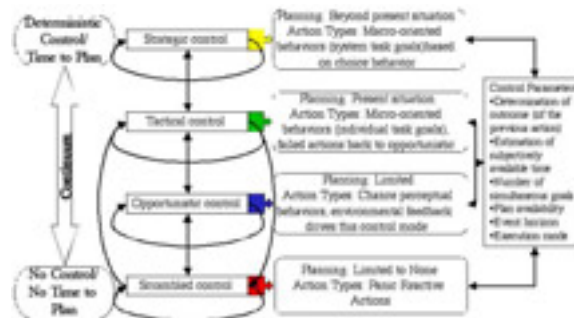 Deterministic
Control/
Time to Plan
Continuum
No Control/
No Time to
Plan
Strategic control
Tactical control
Opportunistic control
Scrambled control
Planning: Beyond present situation
Action Types: Macro-oriented
behaviors (system task goals) based
on choice behavior
Planning: Present situation
Action Types: Micro-oriented
behaviors (individual task goals),
failed actions back to opportunistic
Planning: Limited
Action Types: Chance perceptual
behaviors, environmental feedback
drives this control mode
Planning: Limited to None
Action Types: Panic Reactive
Actions
Control Parameters
•Determination of
outcome (of the
previous action)
•Estimation of
subjectively
available time
•Number of
simultaneous goals
•Plan availability
•Event horizon
•Execution mode